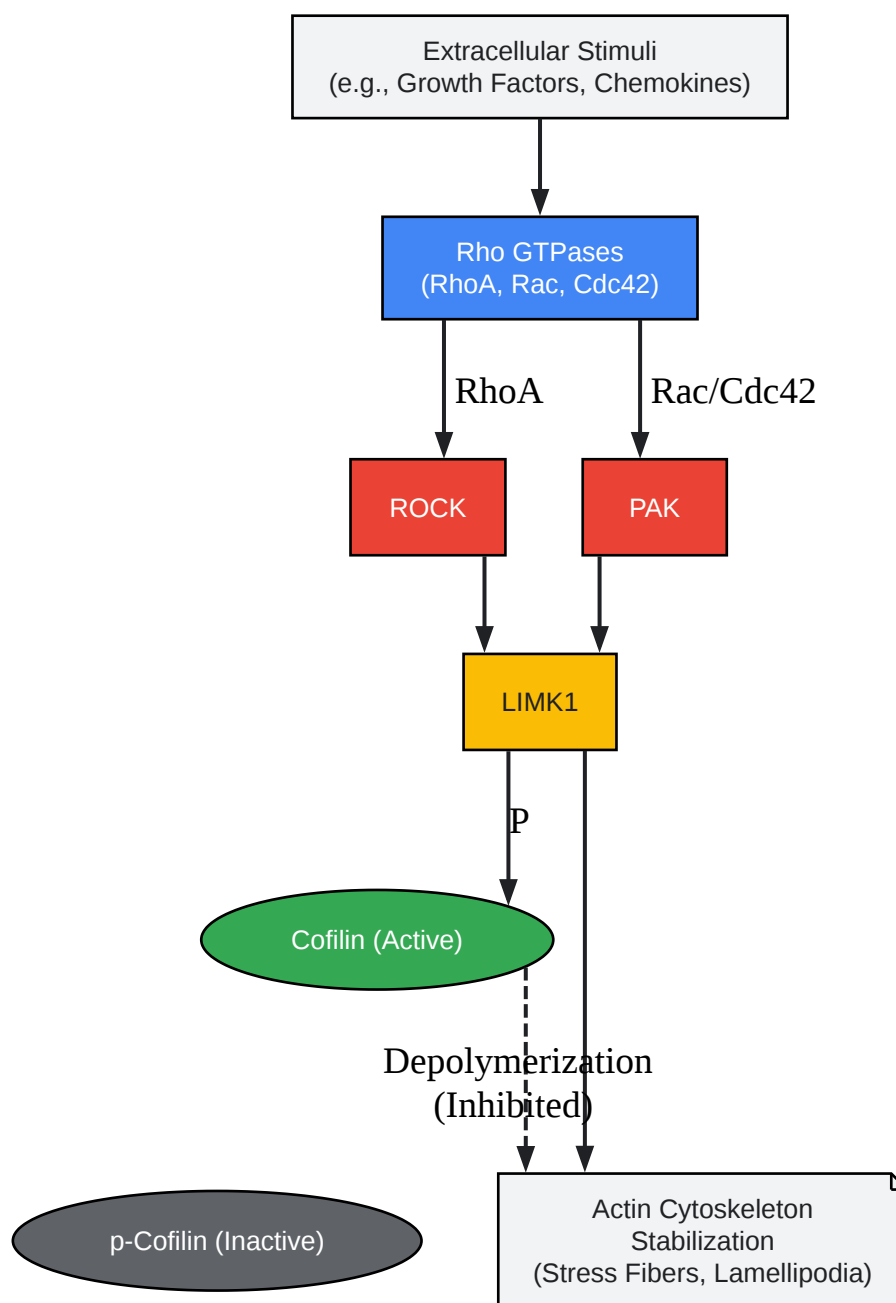 Extracellular Stimuli
(e.g., Growth Factors, Chemokines)
Rho GTPases
(RhoA, Rac, Cdc42)
RhoA
Rac/Cdc42
ROCK
PAK
LIMK1
P
Cofilin (Active)
Depolymerization
(Inhibited)
p-Cofilin (Inactive)
Actin Cytoskeleton
Stabilization
(Stress Fibers, Lamellipodia)